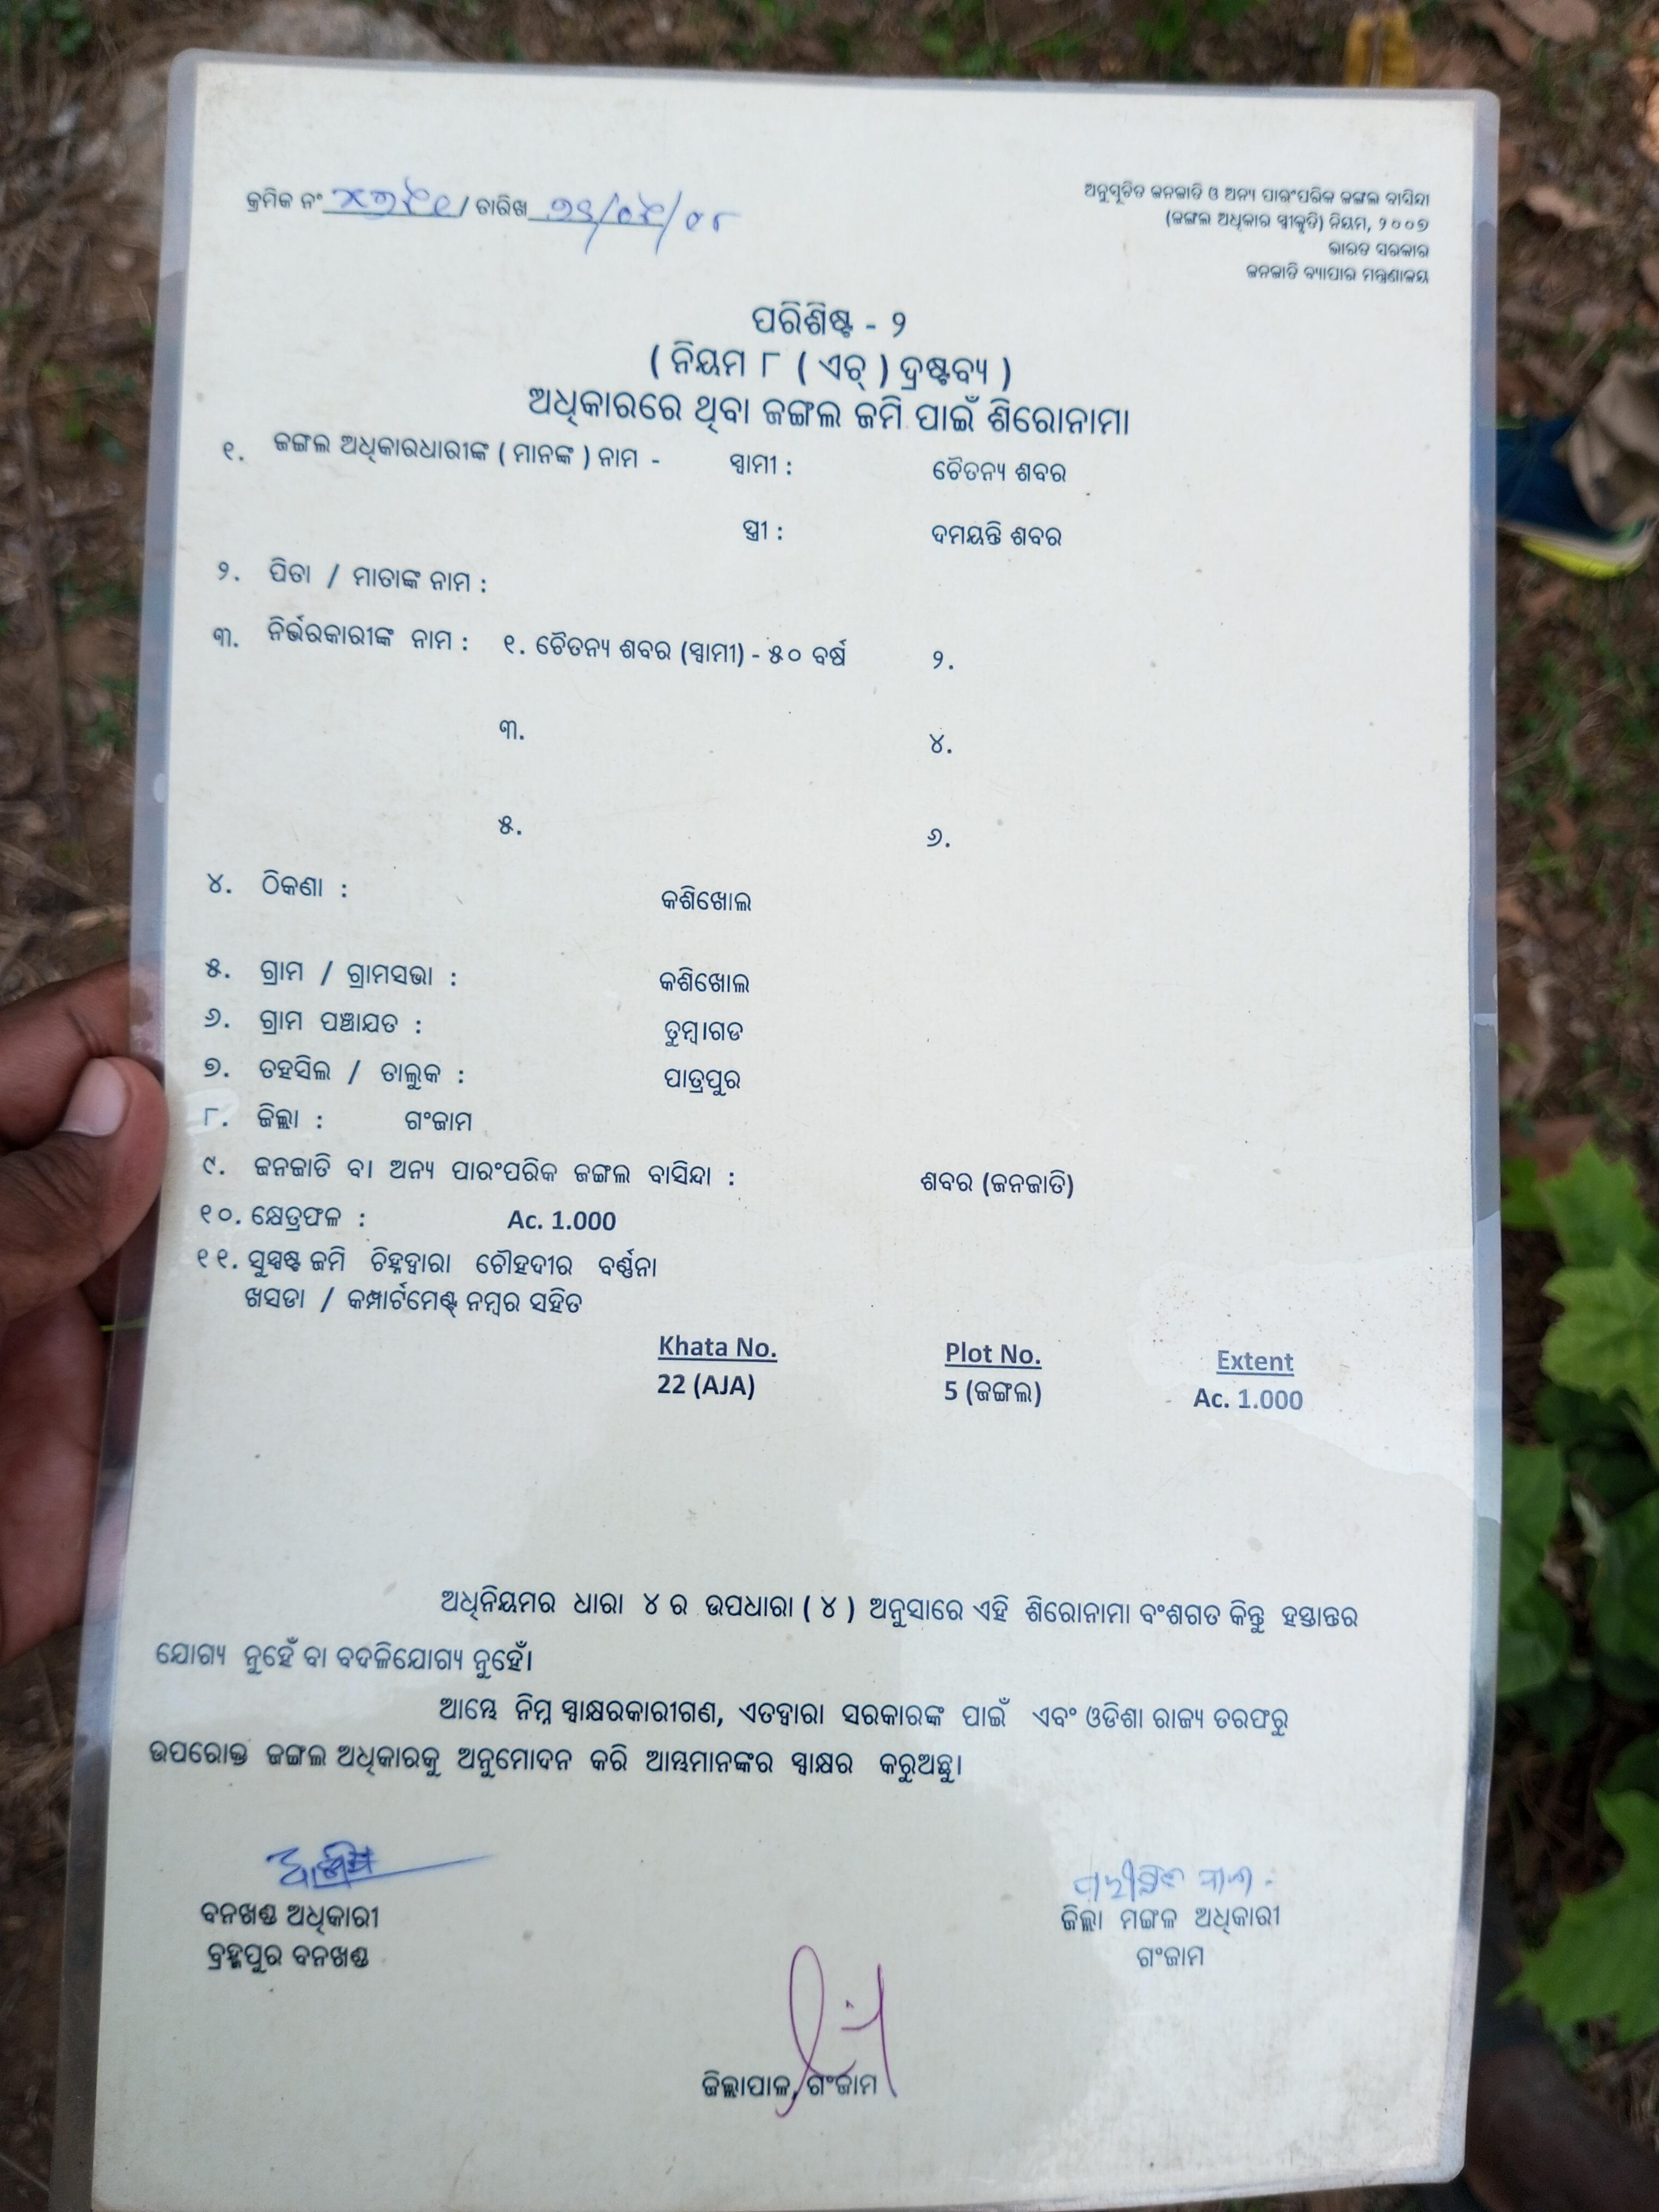 କ୍ରମିକ ନଂ / ତାରିଖ
ଅନୁସୂଚିତ ଜନଜାତି ଓ ଅନ୍ୟ ପାରଂପରିକ ଜଙ୍ଗଲ ବାସିନ୍ଦା
(ଜଙ୍ଗଲ ଅଧିକାର ସ୍ୱୀକୃତି) ନିୟମ, ୨୦୦୭
ଭାରତ ସରକାର
ଜନଜାତି ବ୍ୟାପାର ମନ୍ତ୍ରଣାଳୟ
ପରିଶିଷ୍ଟ - ୨
( ନିୟମ ୮ ( ଏଚ୍ ) ଦ୍ରଷ୍ଟବ୍ୟ )
ଅଧିକାରରେ ଥିବା ଜଙ୍ଗଲ ଜମି ପାଇଁ ଶିରୋନାମା
୧. ଜଙ୍ଗଲ ଅଧିକାରଧାରୀଙ୍କ ( ମାନଙ୍କ ) ନାମ - ସ୍ୱାମୀ : ଚୈତନ୍ୟ ଶବର
ସ୍ତ୍ରୀ : ଦମୟନ୍ତି ଶବର
୨. ପିତା / ମାତାଙ୍କ ନାମ :
୩. ନିର୍ଭରକାରୀଙ୍କ ନାମ : ୧. ଚୈତନ୍ୟ ଶବର (ସ୍ୱାମୀ) - ୫୦ ବର୍ଷ ୨.
୩. ୪.
୫. ୬.
୪. ଠିକଣା : କଶିଖୋଲ
୫. ଗ୍ରାମ / ଗ୍ରାମସଭା : କଶିଖୋଲ
୬. ଗ୍ରାମ ପଞ୍ଚାଯତ : ତୁମ୍ବାଗଡ
୭. ତହସିଲ / ତାଲୁକ : ପାତ୍ରପୁର
୮. ଜିଲ୍ଲା : ଗଂଜାମ
୯. ଜନଜାତି ବା ଅନ୍ୟ ପାରଂପରିକ ଜଙ୍ଗଲ ବାସିନ୍ଦା : ଶବର (ଜନଜାତି)
୧୦. କ୍ଷେତ୍ରଫଳ : Ac. 1.000
୧୧. ସୁସ୍ପଷ୍ଟ ଜମି ଚିହ୍ନଦ୍ୱାରା ଚୌହଦୀର ବର୍ଣ୍ଣନା
ଖସଡା / କମ୍ପାର୍ଟମେଣ୍ଟ୍ ନମ୍ବର ସହିତ
Khata No. Plot No. Extent
22 (AJA) 5 (ଜଙ୍ଗଲ) Ac. 1.000
ଅଧିନିୟମର ଧାରା ୪ ର ଉପଧାରା ( ୪ ) ଅନୁସାରେ ଏହି ଶିରୋନାମା ବଂଶଗତ କିନ୍ତୁ ହସ୍ତାନ୍ତର
ଯୋଗ୍ୟ ନୁହେଁ ବା ବଦଳିଯୋଗ୍ୟ ନୁହେଁ।
ଆମ୍ଭେ ନିମ୍ନ ସ୍ୱାକ୍ଷରକାରୀଗଣ, ଏତଦ୍ୱାରା ସରକାରଙ୍କ ପାଇଁ ଏବଂ ଓଡିଶା ରାଜ୍ୟ ତରଫରୁ
ଉପରୋକ୍ତ ଜଙ୍ଗଲ ଅଧିକାରକୁ ଅନୁମୋଦନ କରି ଆମ୍ଭମାନଙ୍କର ସ୍ୱାକ୍ଷର କରୁଅଛୁ।
ବନଖଣ୍ଡ ଅଧିକାରୀ
ବ୍ରହ୍ମପୁର ବନଖଣ୍ଡ
ଜିଲ୍ଲା ମଙ୍ଗଳ ଅଧିକାରୀ
ଗଂଜାମ
ଜିଲ୍ଲାପାଳ, ଗଂଜାମ